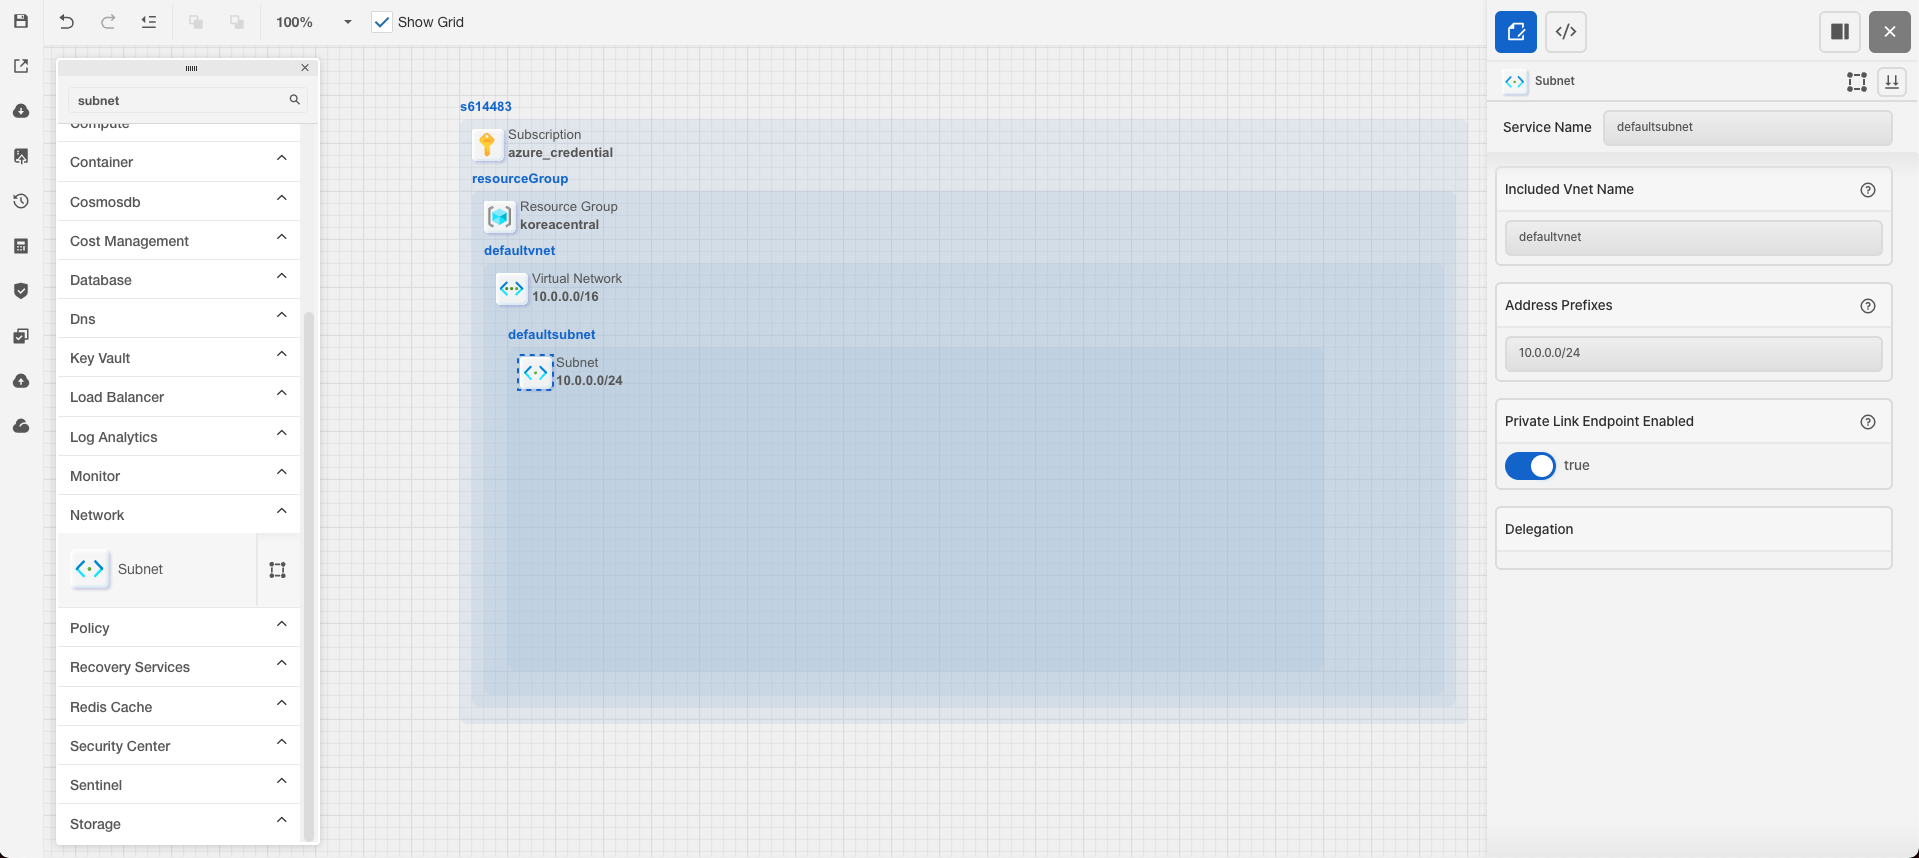 100%
Show Grid
subnet
Compute
Container
Cosmosdb
Cost Management
Database
Dns
Key Vault
Load Balancer
Log Analytics
Monitor
Network
Subnet
Policy
Recovery Services
Redis Cache
Security Center
Sentinel
Storage
s614483
Subscription
azure_credential
resourceGroup
Resource Group
koreacentral
defaultvnet
Virtual Network
10.0.0.0/16
defaultsubnet
Subnet
10.0.0.0/24
Subnet
Service Name
defaultsubnet
Included Vnet Name
defaultvnet
Address Prefixes
10.0.0.0/24
Private Link Endpoint Enabled
true
Delegation